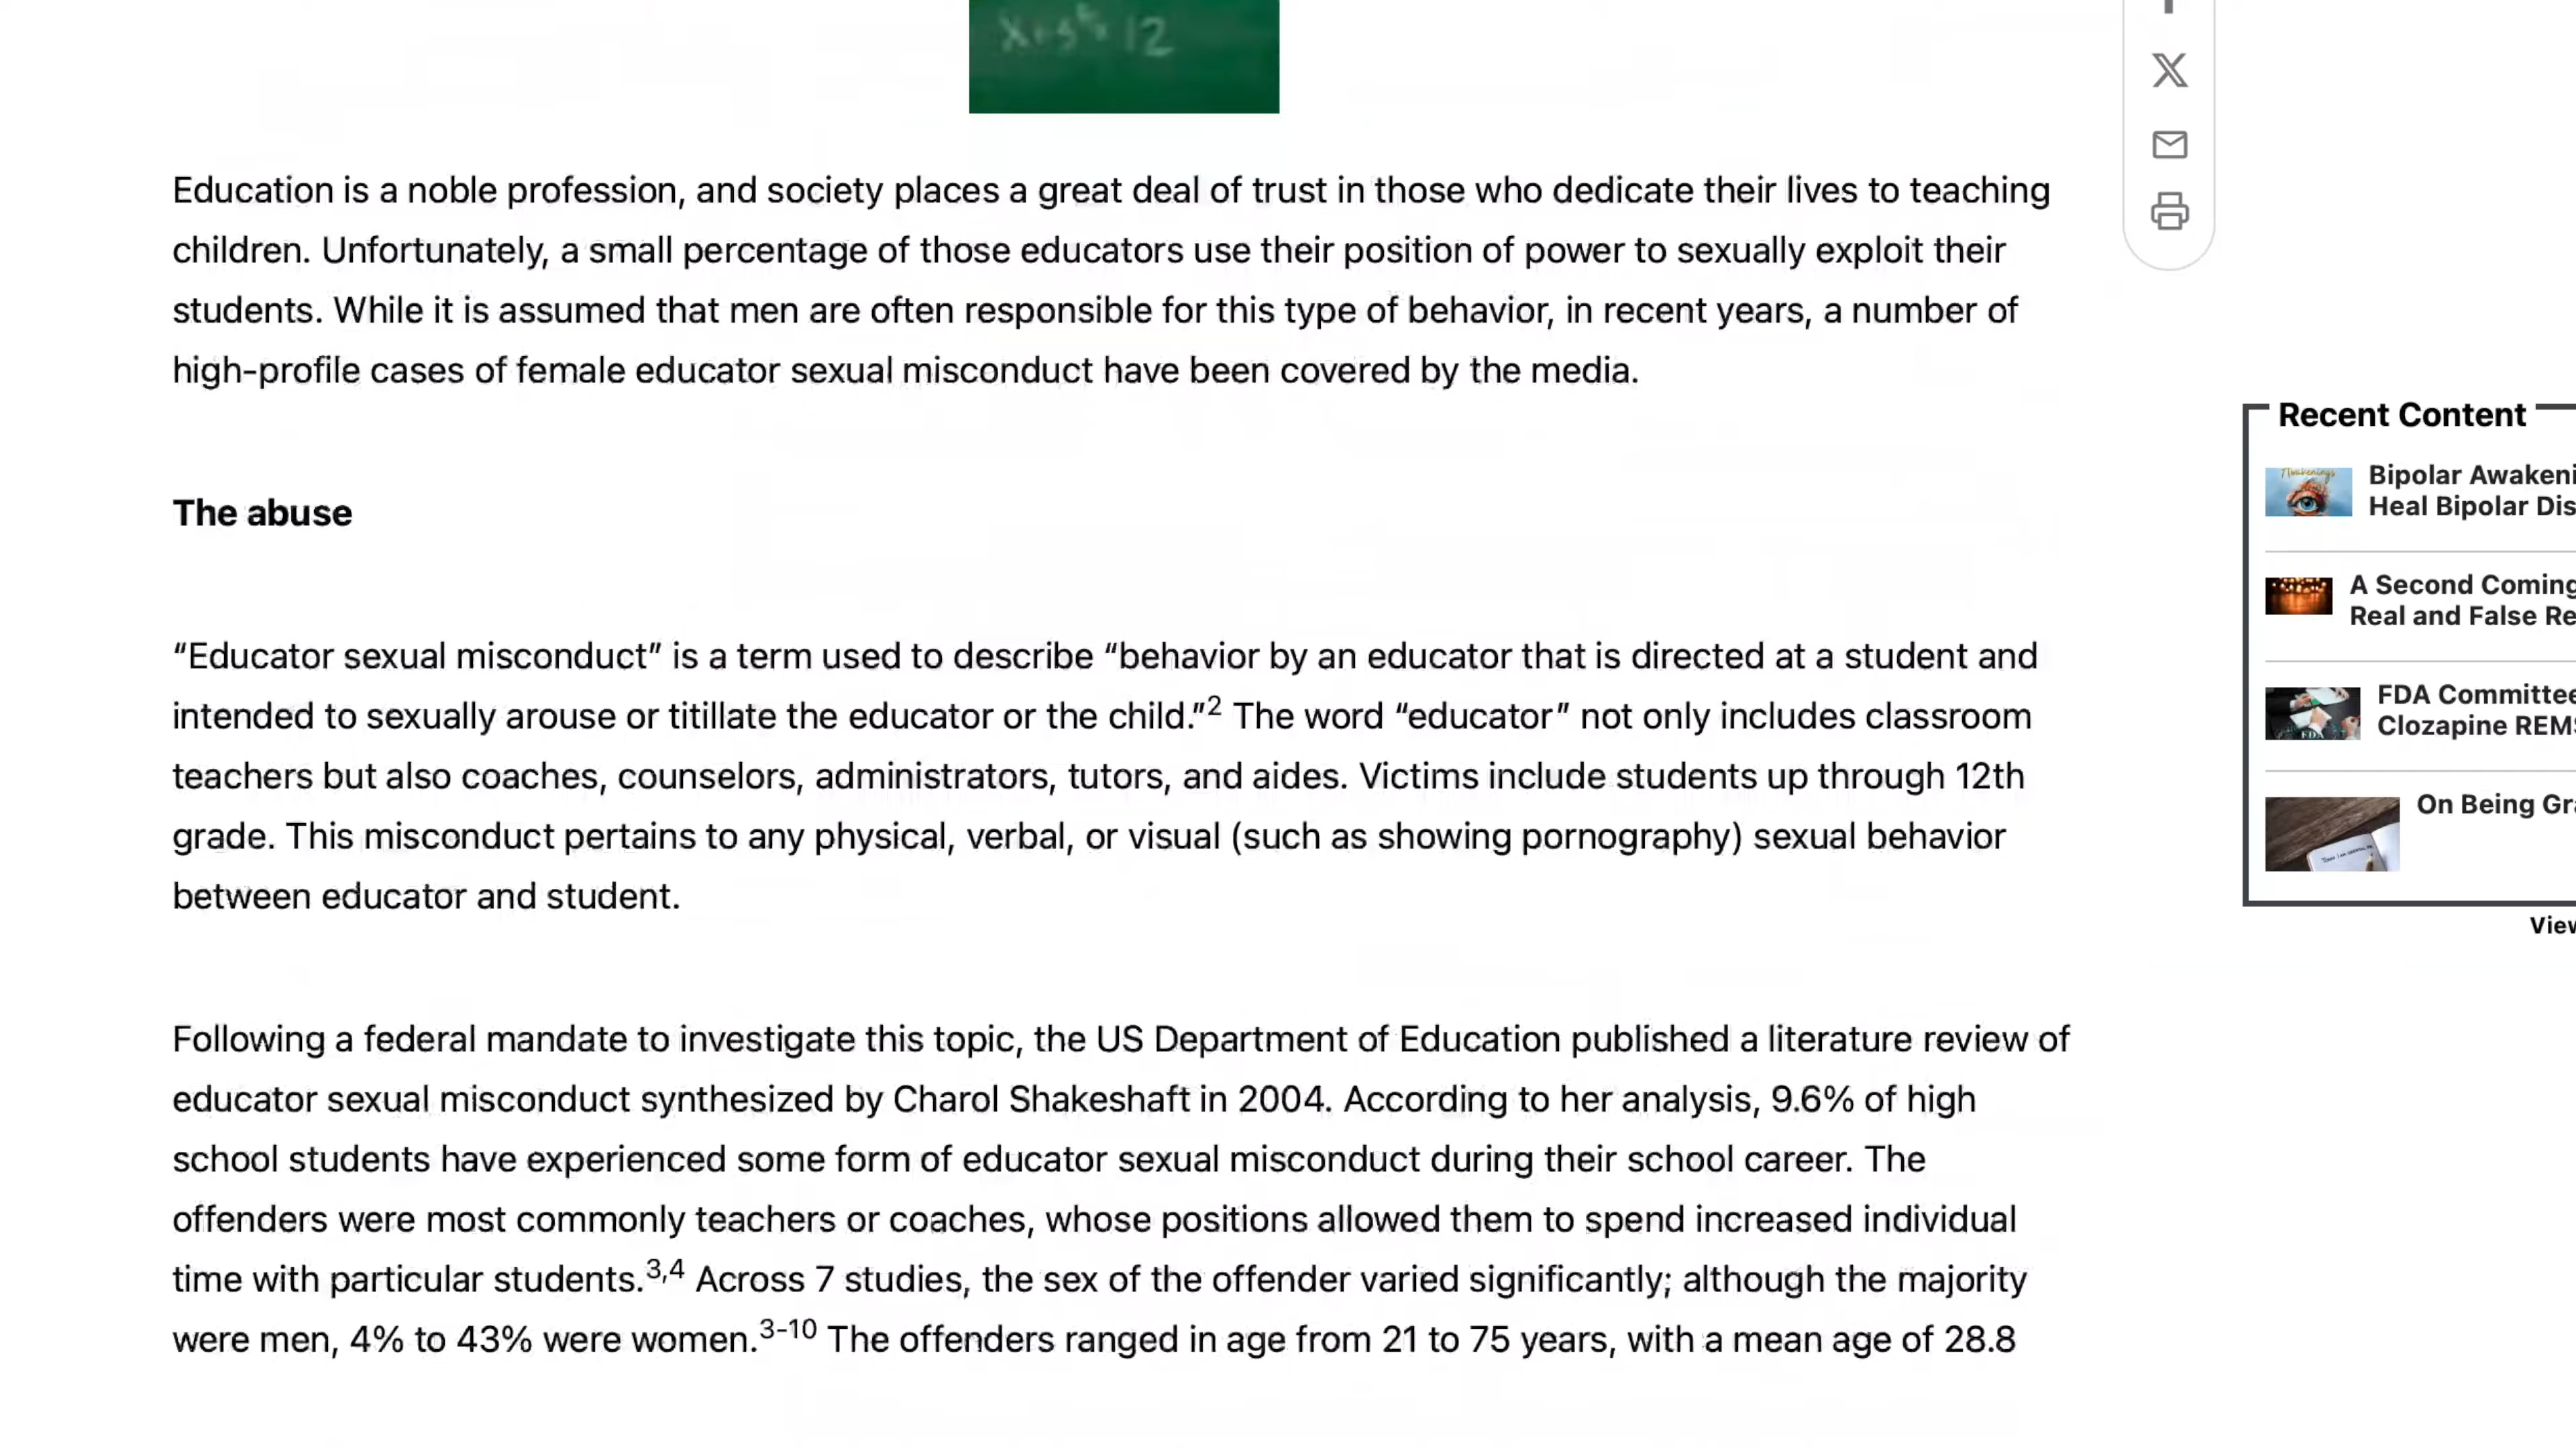 Education is a noble profession, and society places a great deal of trust in those who dedicate their lives to teaching
children. Unfortunately, a small percentage of those educators use their position of power to sexually exploit their
students. While it is assumed that men are often responsible for this type of behavior, in recent years, a number of
high-profile cases of female educator sexual misconduct have been covered by the media.
The abuse
“Educator sexual misconduct” is a term used to describe “behavior by an educator that is directed at a student and
intended to sexually arouse or titillate the educator or the child.”2 The word “educator” not only includes classroom
teachers but also coaches, counselors, administrators, tutors, and aides. Victims include students up through 12th
grade. This misconduct pertains to any physical, verbal, or visual (such as showing pornography) sexual behavior
between educator and student.
Following a federal mandate to investigate this topic, the US Department of Education published a literature review of
educator sexual misconduct synthesized by Charol Shakeshaft in 2004. According to her analysis, 9.6% of high
school students have experienced some form of educator sexual misconduct during their school career. The
offenders were most commonly teachers or coaches, whose positions allowed them to spend increased individual
time with particular students.3,4 Across 7 studies, the sex of the offender varied significantly; although the majority
were men, 4% to 43% were women.3-10 The offenders ranged in age from 21 to 75 years, with a mean age of 28.8
Recent Content
Bipolar Awakeni
Heal Bipolar Dis
A Second Coming
Real and False Re
FDA Committee
Clozapine REMS
On Being Gra
View